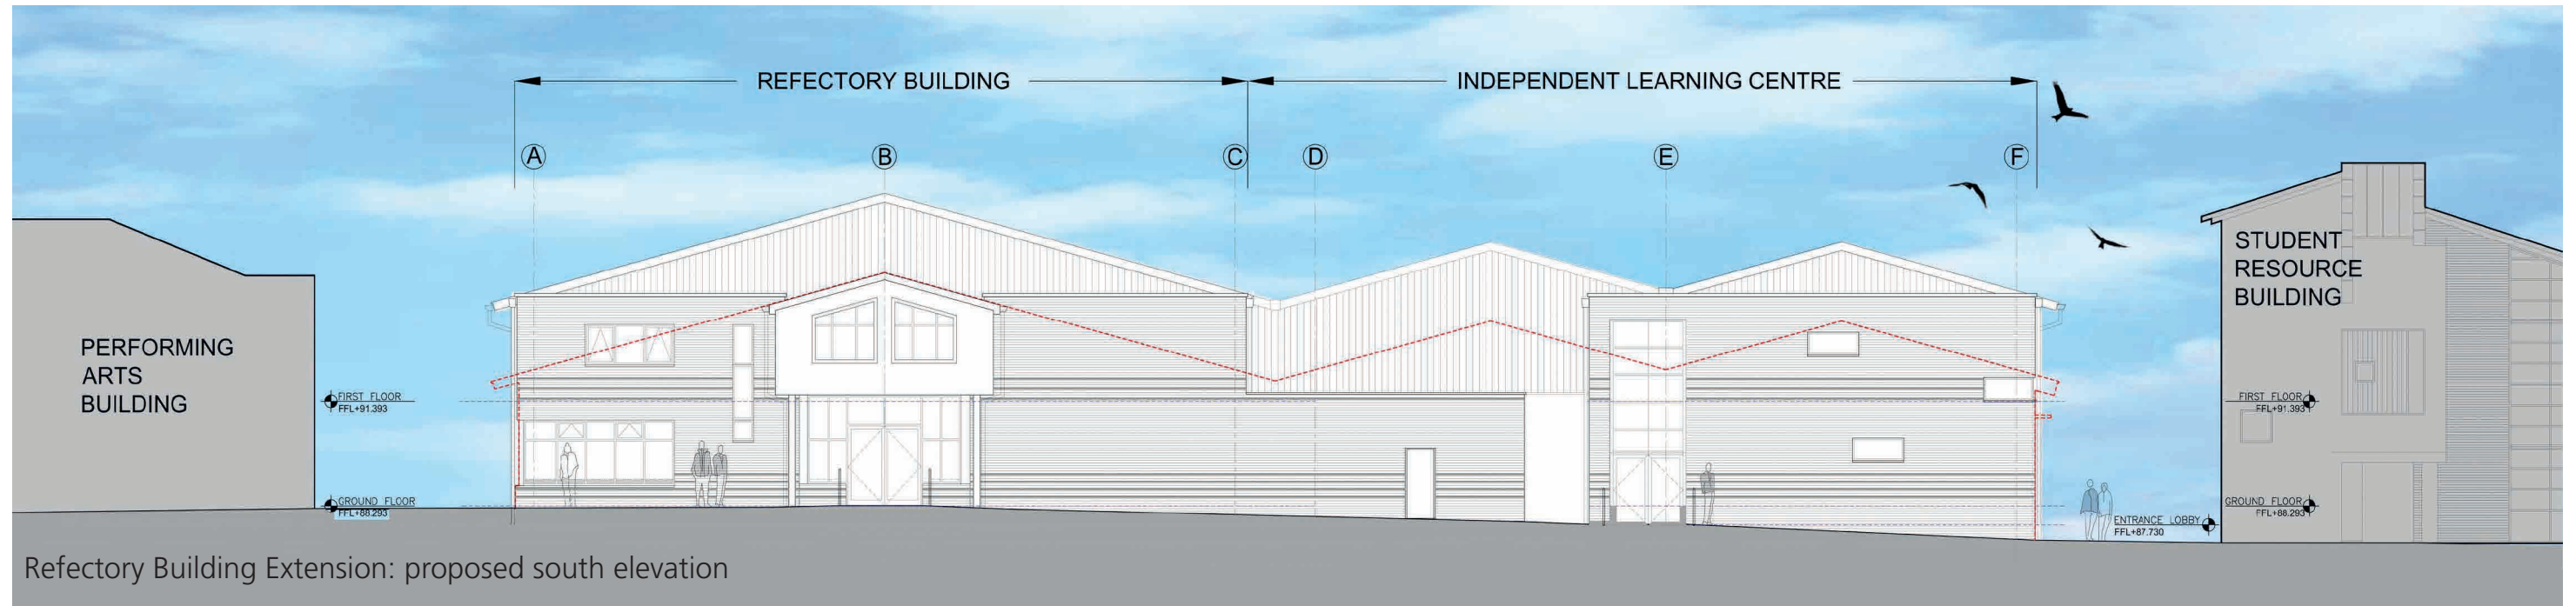 REFECTORY BUILDING
INDEPENDENT LEARNING CENTRE
A
B
C
D
E
F
PERFORMING
ARTS
BUILDING
STUDENT
RESOURCE
BUILDING
FIRST FLOOR
FFL+91.393
GROUND FLOOR
FFL+88.293
FIRST FLOOR
FFL+91.393
GROUND FLOOR
FFL+88.293
ENTRANCE LOBBY
FFL+87.730
Refectory Building Extension: proposed south elevation